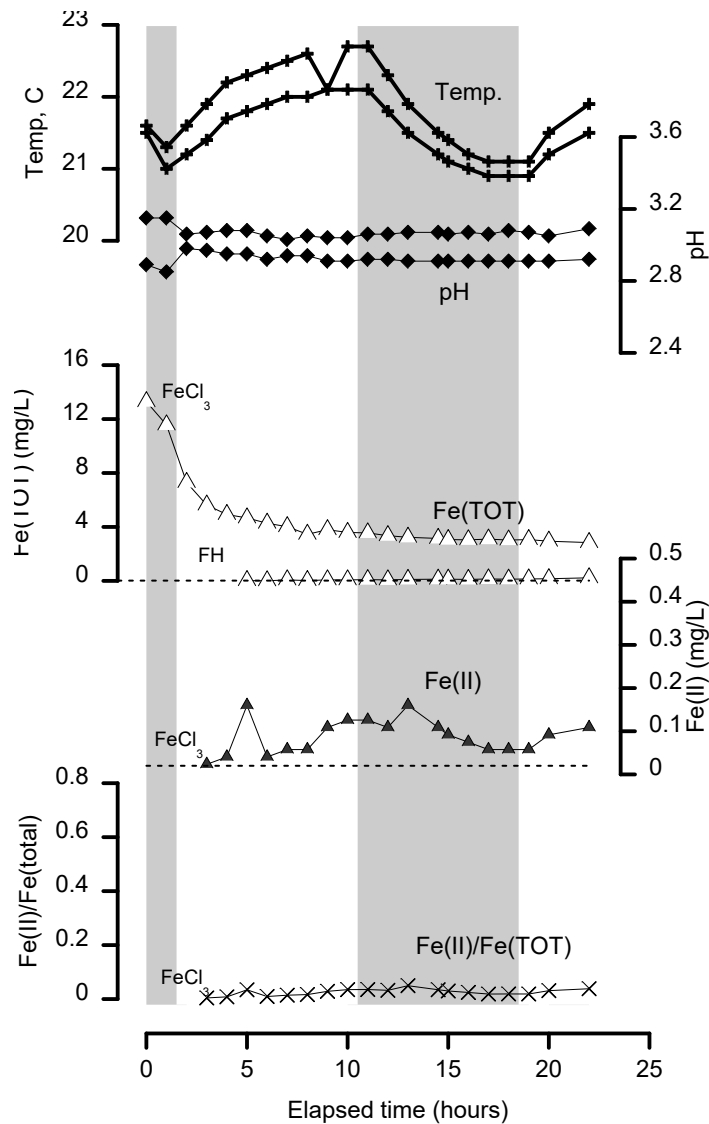 23
22
21
20
Temp, C
Temp.
3.6
3.2
2.8
2.4
pH
pH
16
12
8
4
0
Fe(TOT) (mg/L)
FeCl3
Fe(TOT)
FH
0.5
0.4
0.3
0.2
0.1
0
Fe(II) (mg/L)
Fe(II)
FeCl3
0.8
0.6
0.4
0.2
0
Fe(II)/Fe(total)
Fe(II)/Fe(TOT)
FeCl3
0 5 10 15 20 25
Elapsed time (hours)